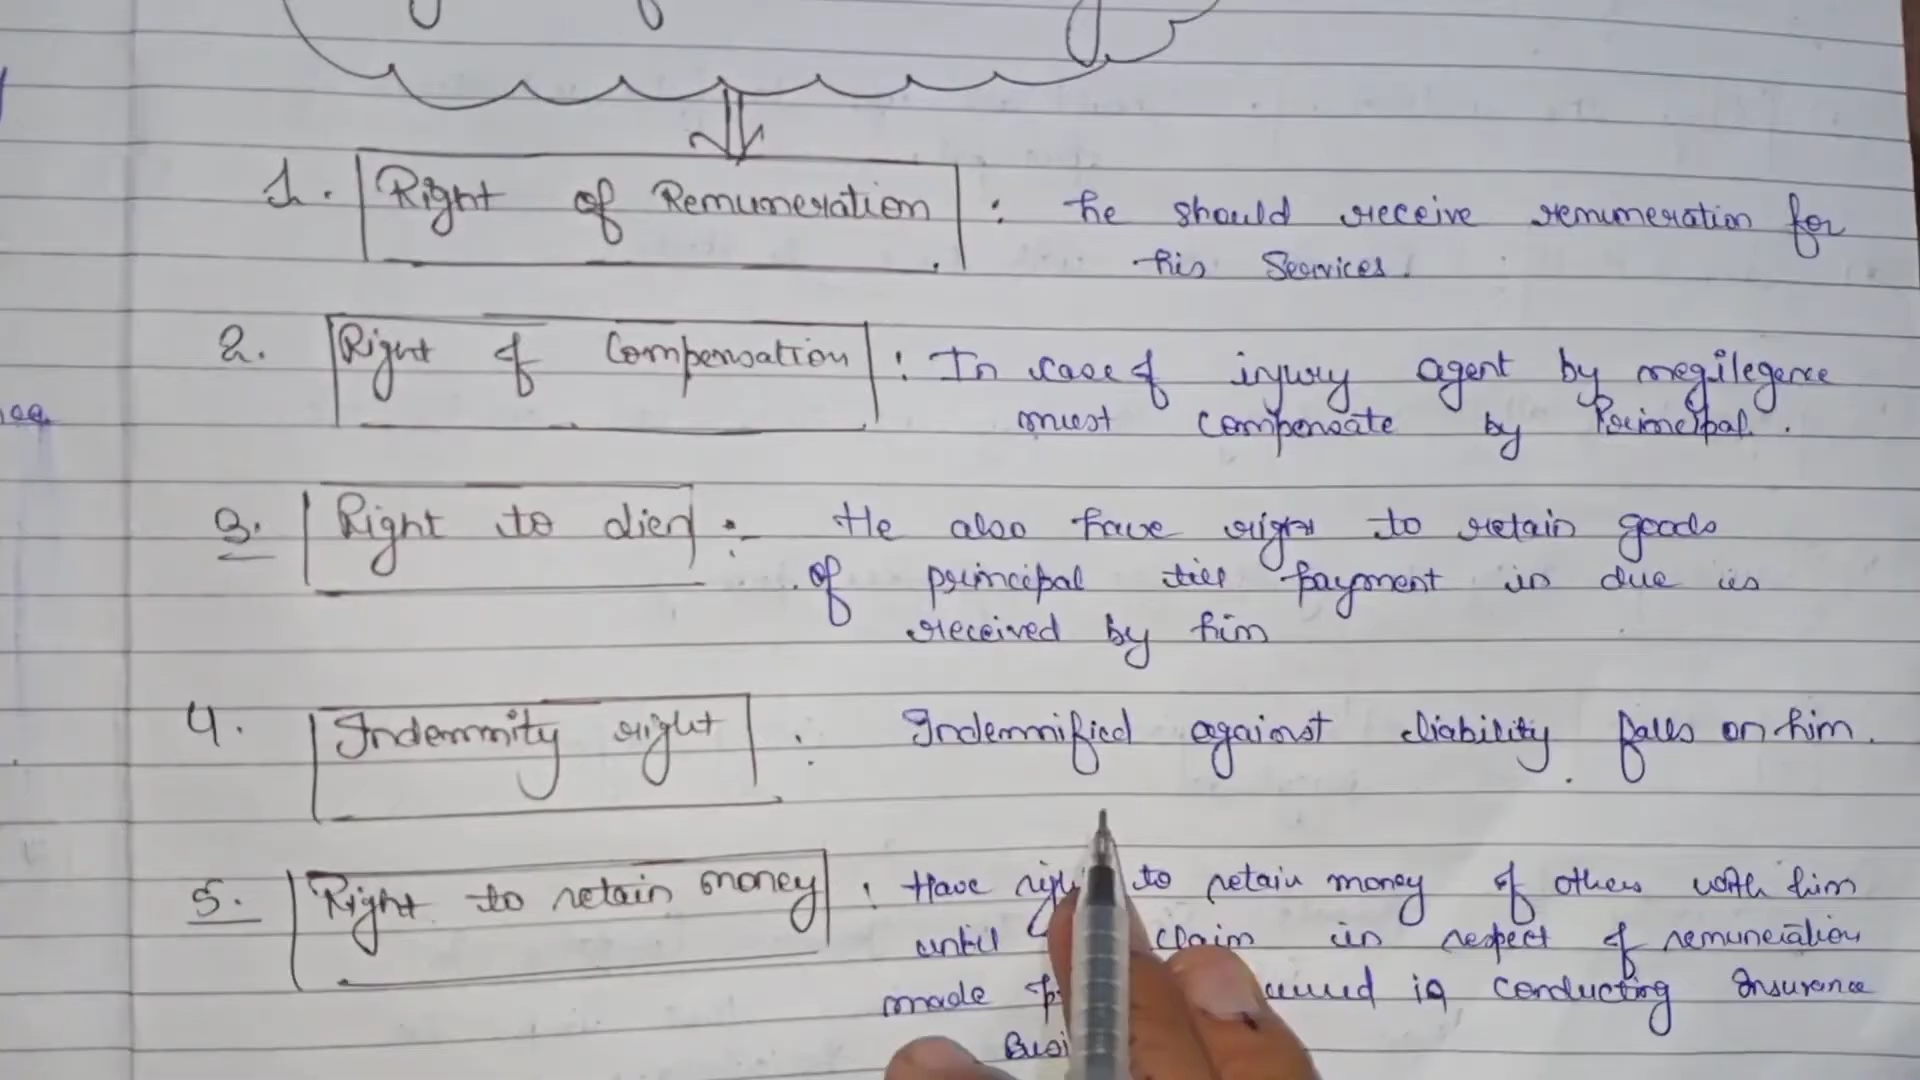 1. Right of Remuneration : he should receive remuneration for
his Services.
2. Right of Compensation : In case of injury agent by megilegence
must compensate by Principal.
3. Right to lien :- He also have right to retain goods
of principal till payment is due is
received by him
4. Indemnity right : Indemnified against liability falls on him.
5. Right to retain money : Have to retain money of others with him
until claim in respect of remuneration
made in conducting Insurance